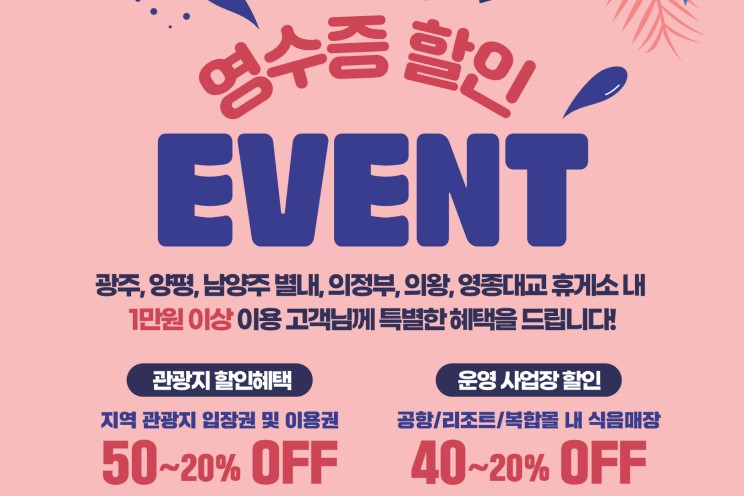 영수증 할인
EVENT
광주, 양평, 남양주 별내, 의정부, 의왕, 영종대교 휴게소 내
1만원 이상 이용 고객님께 특별한 혜택을 드립니다!
관광지 할인혜택
지역 관광지 입장권 및 이용권
50~20% OFF
운영 사업장 할인
공항/리조트/복합몰 내 식음매장
40~20% OFF